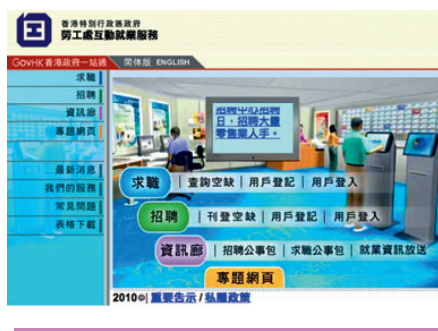 香港特別行政區政府
勞工處互動就業服務
GOVHK香港政府一站通 简体版 ENGLISH
求職
招聘
資訊廊
專題網頁
最新消息
我們的服務
常見問題
表格下載
招聘中心招聘
日，招聘大量
零售業人手。
求職 | 查詢空缺 | 用戶登記 | 用戶登入
招聘 | 刊登空缺 | 用戶登記 | 用戶登入
資訊廊 | 招聘公事包 | 求職公事包 | 就業資訊放送
專題網頁
2010©| 重要告示 / 私隱政策